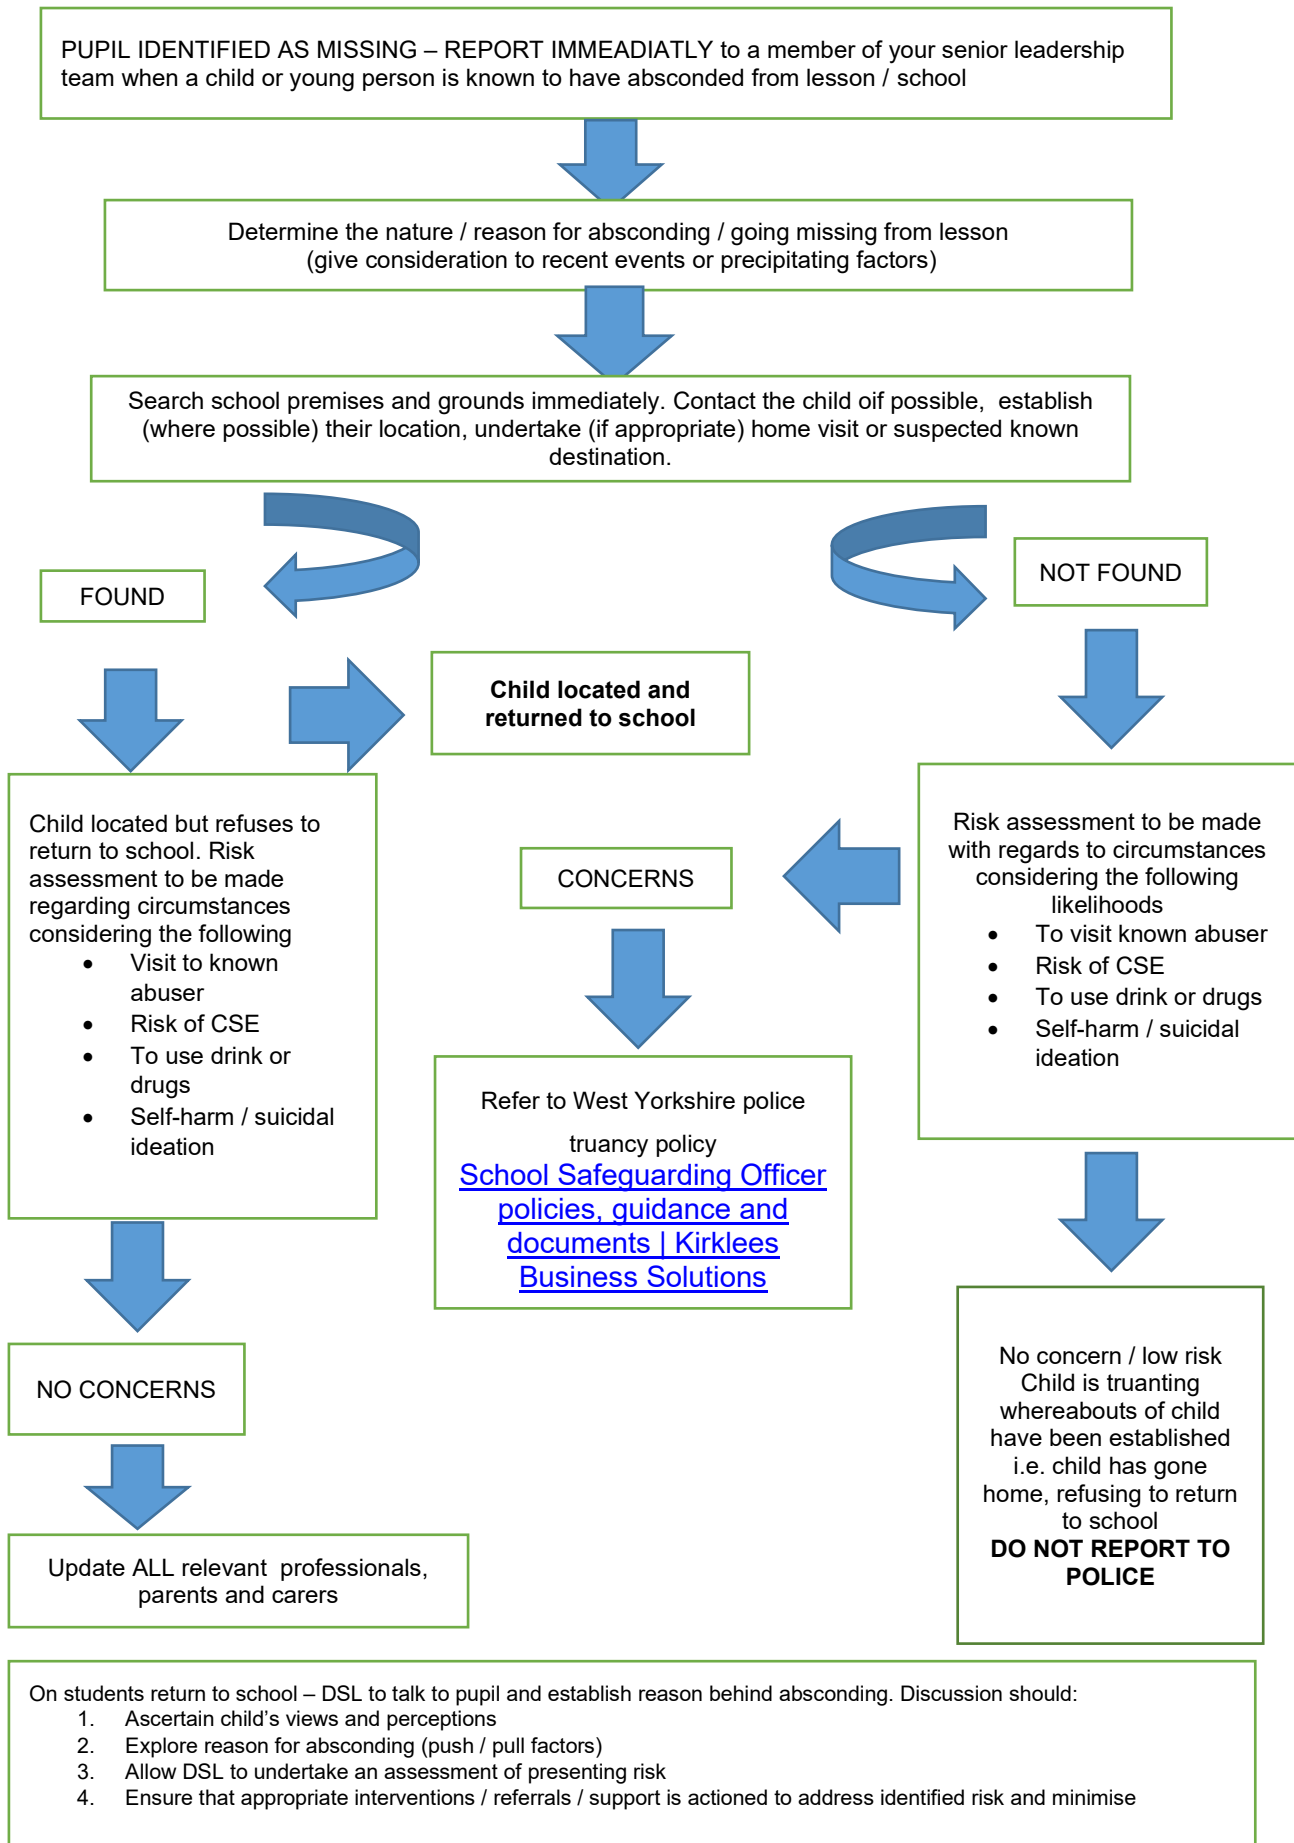 PUPIL IDENTIFIED AS MISSING – REPORT IMMEADIATLY to a member of your senior leadership
team when a child or young person is known to have absconded from lesson / school
Determine the nature / reason for absconding / going missing from lesson
(give consideration to recent events or precipitating factors)
Search school premises and grounds immediately. Contact the child oif possible, establish
(where possible) their location, undertake (if appropriate) home visit or suspected known
destination.
FOUND
NOT FOUND
Child located and
returned to school
Child located but refuses to
return to school. Risk
assessment to be made
regarding circumstances
considering the following
• Visit to known
abuser
• Risk of CSE
• To use drink or
drugs
• Self-harm / suicidal
ideation
CONCERNS
Risk assessment to be made
with regards to circumstances
considering the following
likelihoods
• To visit known abuser
• Risk of CSE
• To use drink or drugs
• Self-harm / suicidal
ideation
Refer to West Yorkshire police
truancy policy
School Safeguarding Officer
policies, guidance and
documents | Kirklees
Business Solutions
NO CONCERNS
No concern / low risk
Child is truanting
whereabouts of child
have been established
i.e. child has gone
home, refusing to return
to school
DO NOT REPORT TO
POLICE
Update ALL relevant professionals,
parents and carers
On students return to school – DSL to talk to pupil and establish reason behind absconding. Discussion should:
1. Ascertain child's views and perceptions
2. Explore reason for absconding (push / pull factors)
3. Allow DSL to undertake an assessment of presenting risk
4. Ensure that appropriate interventions / referrals / support is actioned to address identified risk and minimise